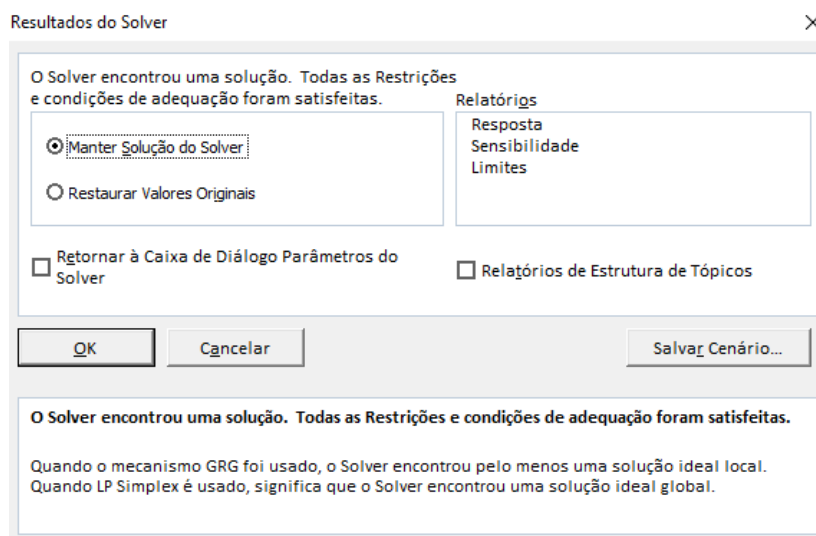 Resultados do Solver
O Solver encontrou uma solução. Todas as Restrições
e condições de adequação foram satisfeitas.
Relatórios
Manter Solução do Solver
Restaurar Valores Originais
Resposta
Sensibilidade
Limites
Retornar à Caixa de Diálogo Parâmetros do
Solver
Relatórios de Estrutura de Tópicos
OK
Cancelar
Salvar Cenário...
O Solver encontrou uma solução. Todas as Restrições e condições de adequação foram satisfeitas.
Quando o mecanismo GRG foi usado, o Solver encontrou pelo menos uma solução ideal local.
Quando LP Simplex é usado, significa que o Solver encontrou uma solução ideal global.